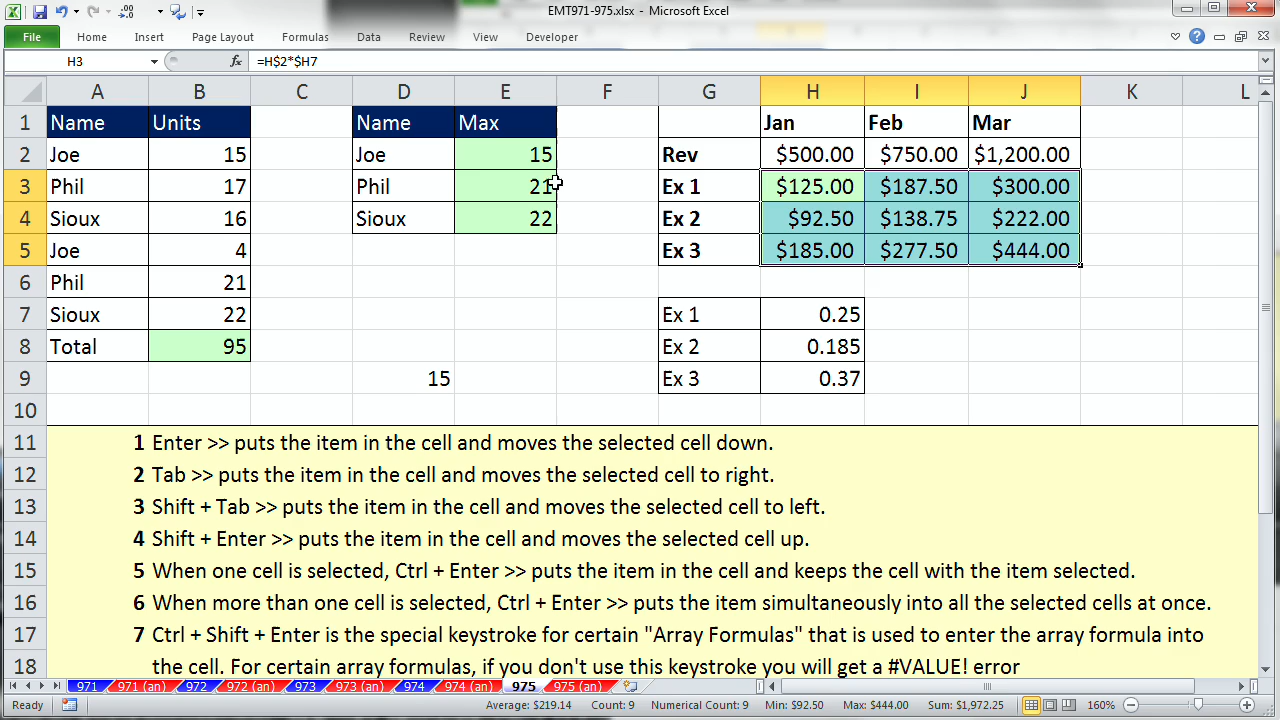 EMT971-975.xlsx - Microsoft Excel
File Home Insert Page Layout Formulas Data Review View Developer
H3 fx =H$2*$H7
A B C D E F G H I J K L
1 Name Units Name Max Jan Feb Mar
2 Joe 15 Joe 15 Rev $500.00 $750.00 $1,200.00
3 Phil 17 Phil 21 Ex 1 $125.00 $187.50 $300.00
4 Sioux 16 Sioux 22 Ex 2 $92.50 $138.75 $222.00
5 Joe 4 Ex 3 $185.00 $277.50 $444.00
6 Phil 21
7 Sioux 22 Ex 1 0.25
8 Total 95 Ex 2 0.185
9 15 Ex 3 0.37
10
11 1 Enter >> puts the item in the cell and moves the selected cell down.
12 2 Tab >> puts the item in the cell and moves the selected cell to right.
13 3 Shift + Tab >> puts the item in the cell and moves the selected cell to left.
14 4 Shift + Enter >> puts the item in the cell and moves the selected cell up.
15 5 When one cell is selected, Ctrl + Enter >> puts the item in the cell and keeps the cell with the item selected.
16 6 When more than one cell is selected, Ctrl + Enter >> puts the item simultaneously into all the selected cells at once.
17 7 Ctrl + Shift + Enter is the special keystroke for certain "Array Formulas" that is used to enter the array formula into
18 the cell. For certain array formulas, if you don't use this keystroke you will get a #VALUE! error
971 971 (an) 972 972 (an) 973 973 (an) 974 974 (an) 975 975 (an)
Ready Average: $219.14 Count: 9 Numerical Count: 9 Min: $92.50 Max: $444.00 Sum: $1,972.25 160%